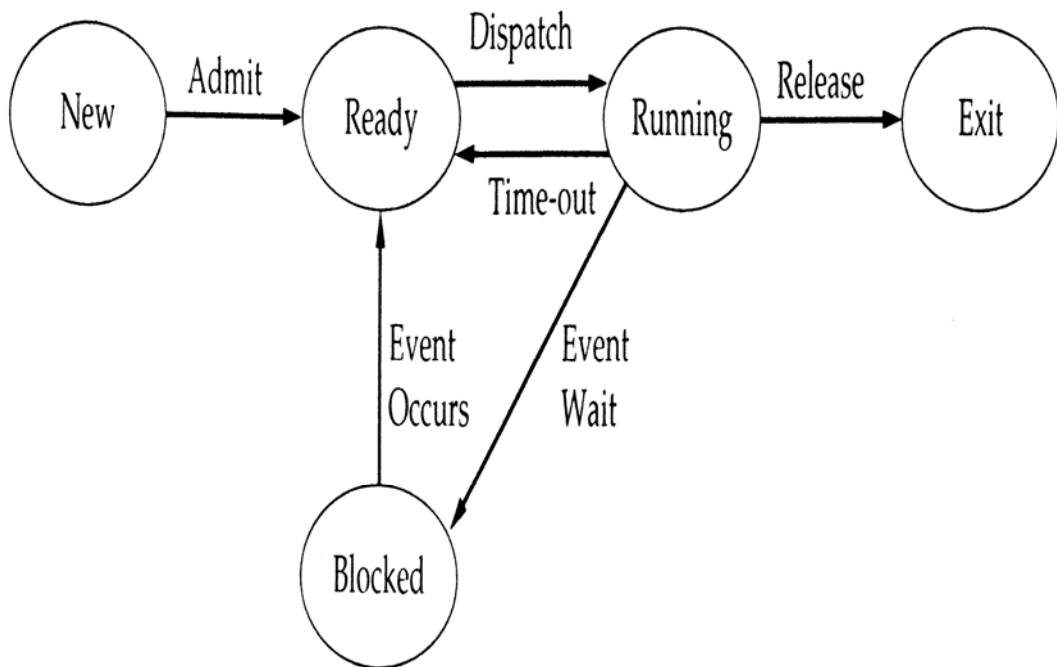 Dispatch
Admit
Release
New
Ready
Running
Exit
Time-out
Event
Occurs
Event
Wait
Blocked